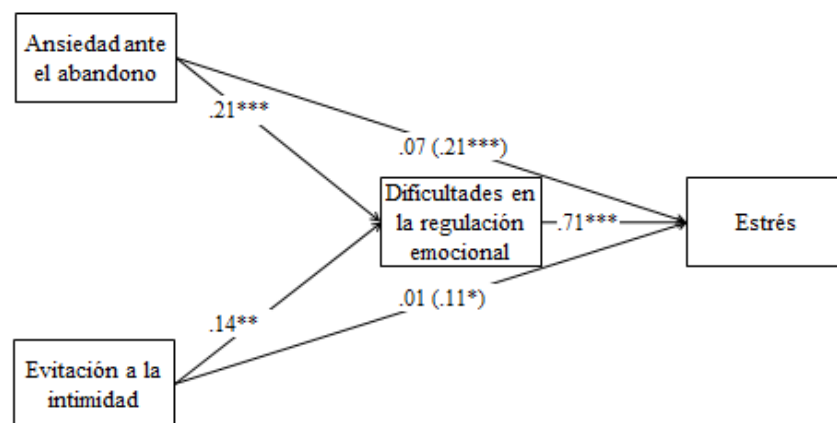 Ansiedad ante
el abandono
.21***
.07 (.21***)
Dificultades en
la regulación
emocional
.71***
Estrés
.01 (.11*)
.14**
Evitación a la
intimidad